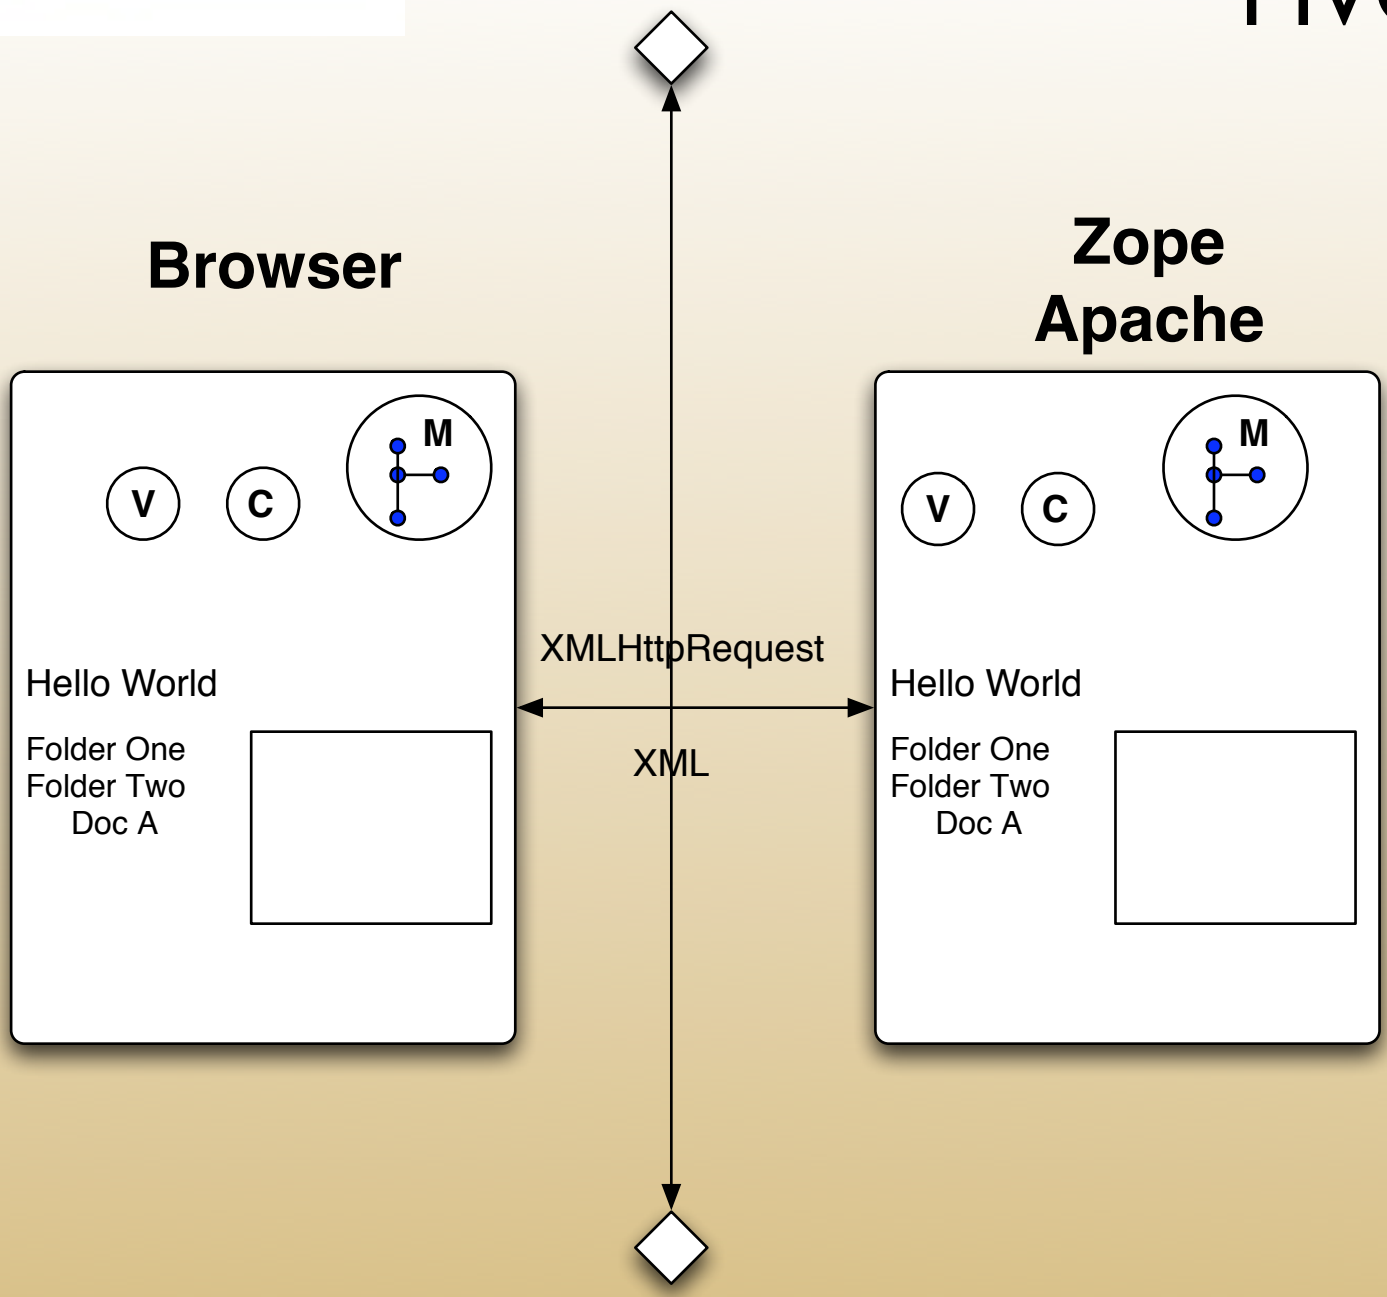 Browser
Zope
Apache
V
C
M
V
C
M
XMLHttpRequest
XML
Hello World
Folder One
Folder Two
Doc A
Hello World
Folder One
Folder Two
Doc A